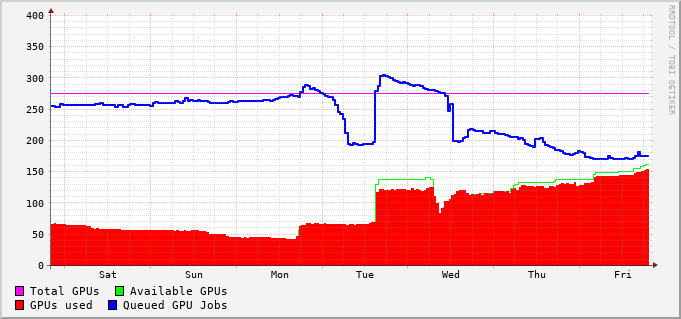 400
350
300
250
200
150
100
50
0
Sat Sun Mon Tue Wed Thu Fri
Total GPUs Available GPUs
GPUs used Queued GPU Jobs
RRDTOOL / TOBI OETIKER